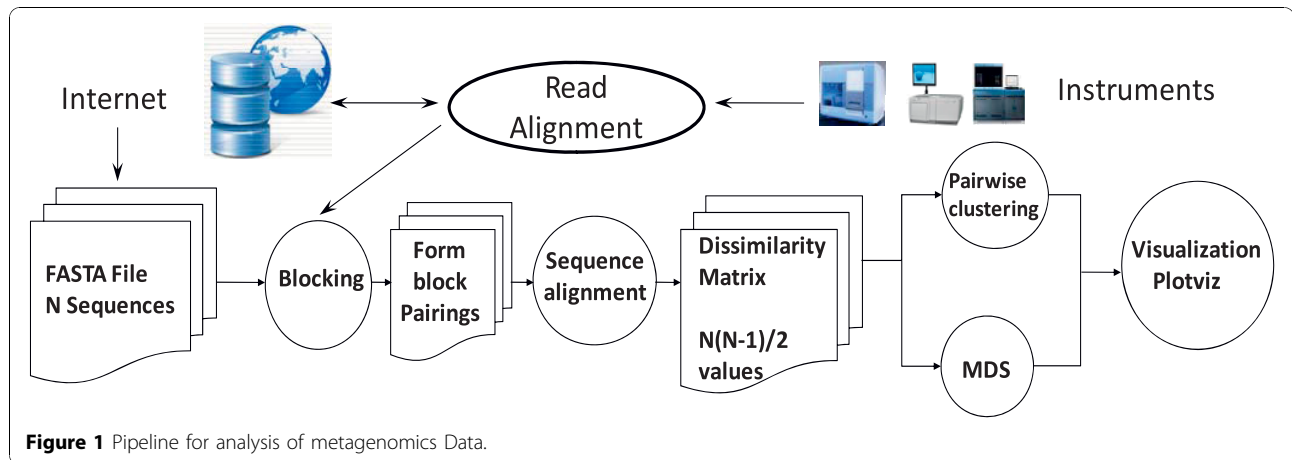 Internet
Read
Alignment
Instruments
FASTA File
N Sequences
Blocking
Form
block
Pairings
Sequence
alignment
Dissimilarity
Matrix
N(N-1)/2
values
Pairwise
clustering
MDS
Visualization
Plotviz
Figure 1 Pipeline for analysis of metagenomics Data.